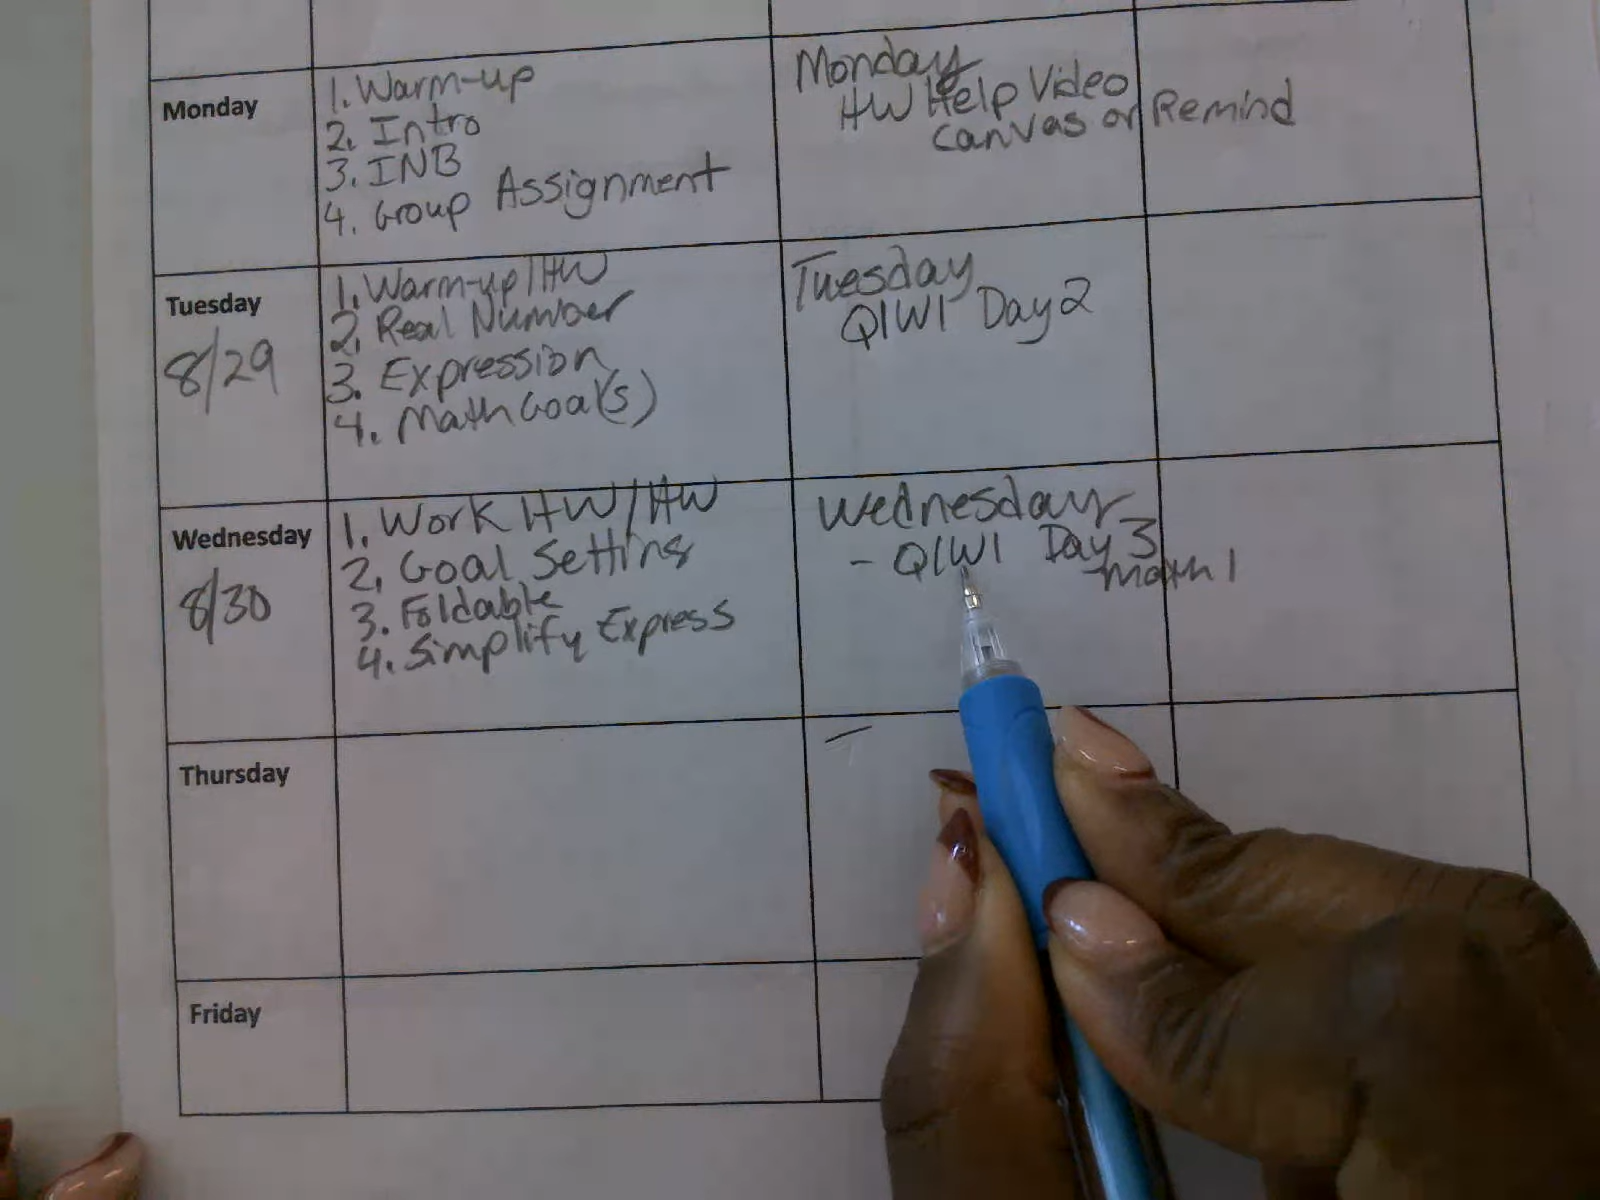 Monday
1. Warm-up
2. Intro
3. INB
4. Group Assignment
Monday
HW Help Video
Canvas or Remind
Tuesday
8/29
1. Warm-up/HW
2. Real Number
3. Expression
4. Math Goal(s)
Tuesday
Q1W1 Day 2
Wednesday
8/30
1. Work HW/HW
2. Goal Setting
3. Foldable
4. Simplify Express
Wednesday
- Q1W1 Day 3
- Math 1
Thursday
Friday